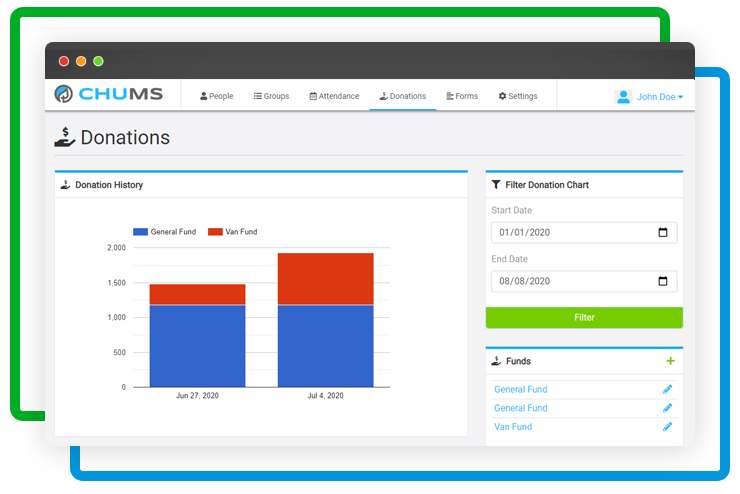 CHUMS
People Groups Attendance Donations Forms Settings John Doe
Donations
Donation History
General Fund Van Fund
2,000
1,500
1,000
500
0
Jun 27, 2020 Jul 4, 2020
Filter Donation Chart
Start Date
01/01/2020
End Date
08/08/2020
Filter
Funds
General Fund
General Fund
Van Fund